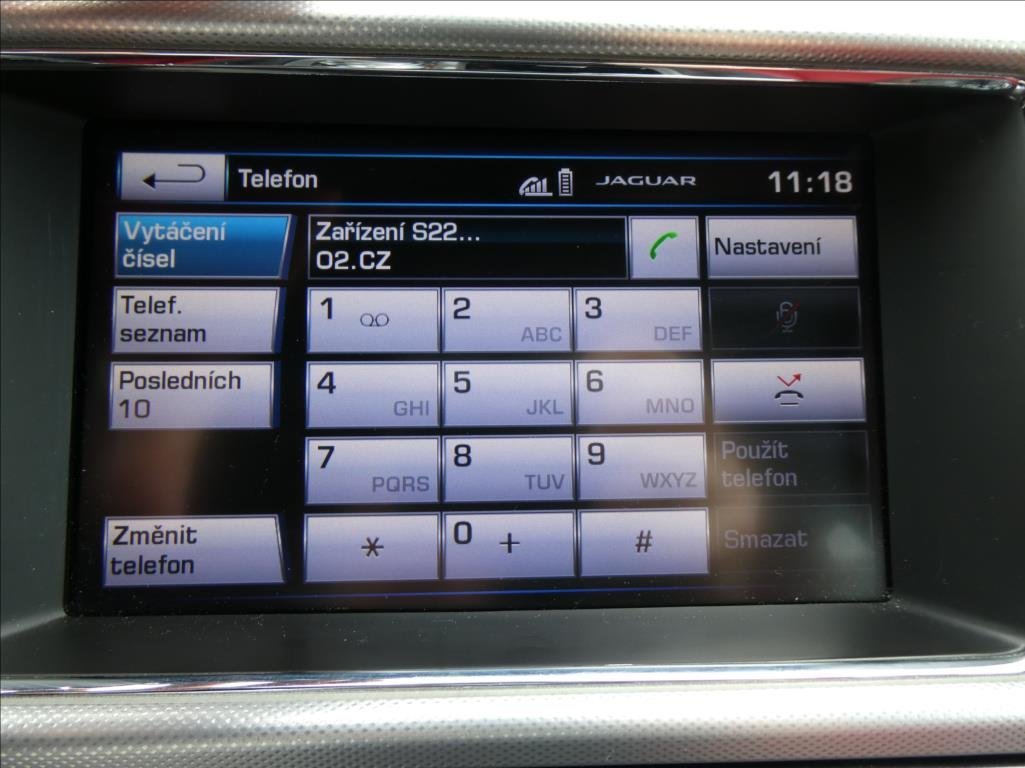 Telefon
JAGUAR
11:18
Vytáčení
čísel
Zařízení S22...
O2.CZ
Nastavení
Telef.
seznam
1
2 ABC
3 DEF
Posledních
10
4 GHI
5 JKL
6 MNO
7 PQRS
8 TUV
9 WXYZ
Použít
telefon
Změnit
telefon
*
0 +
#
Smazat